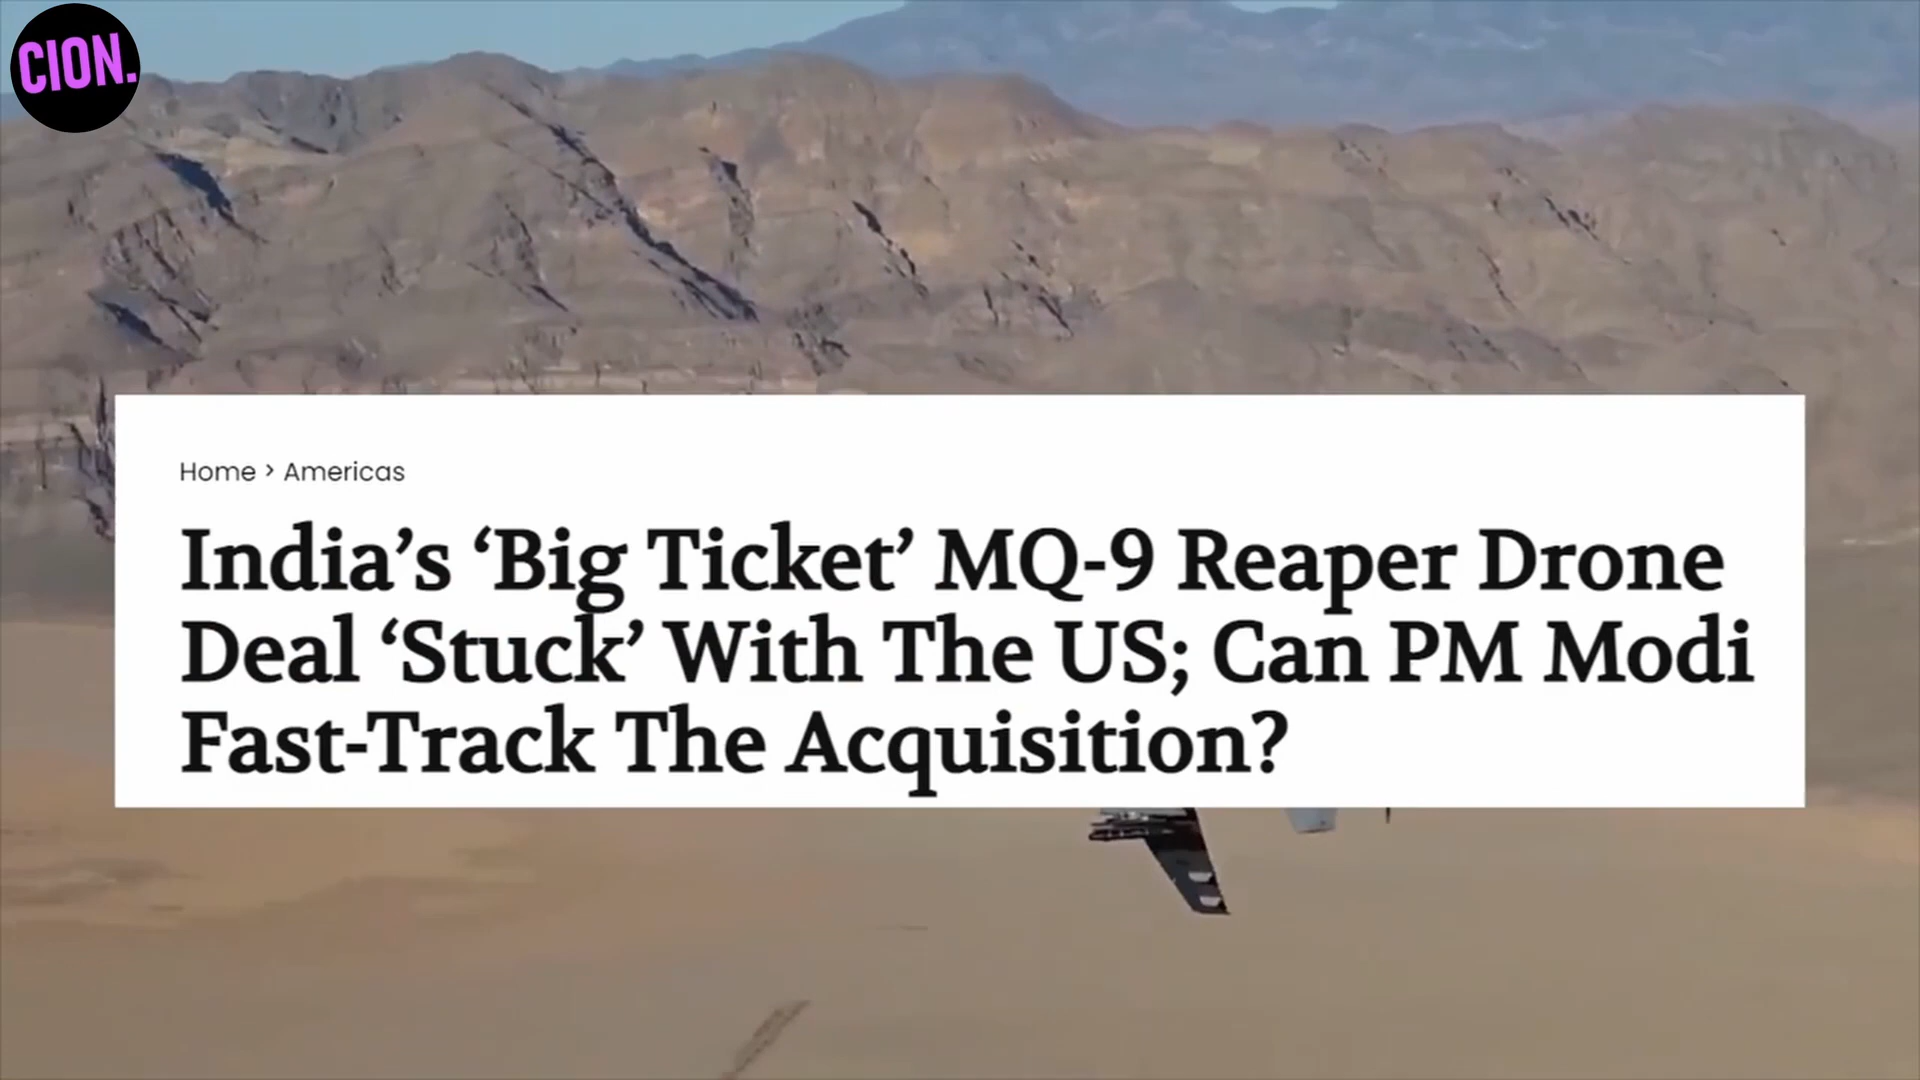 CION.
Home > Americas
India’s ‘Big Ticket’ MQ-9 Reaper Drone
Deal ‘Stuck’ With The US; Can PM Modi
Fast-Track The Acquisition?